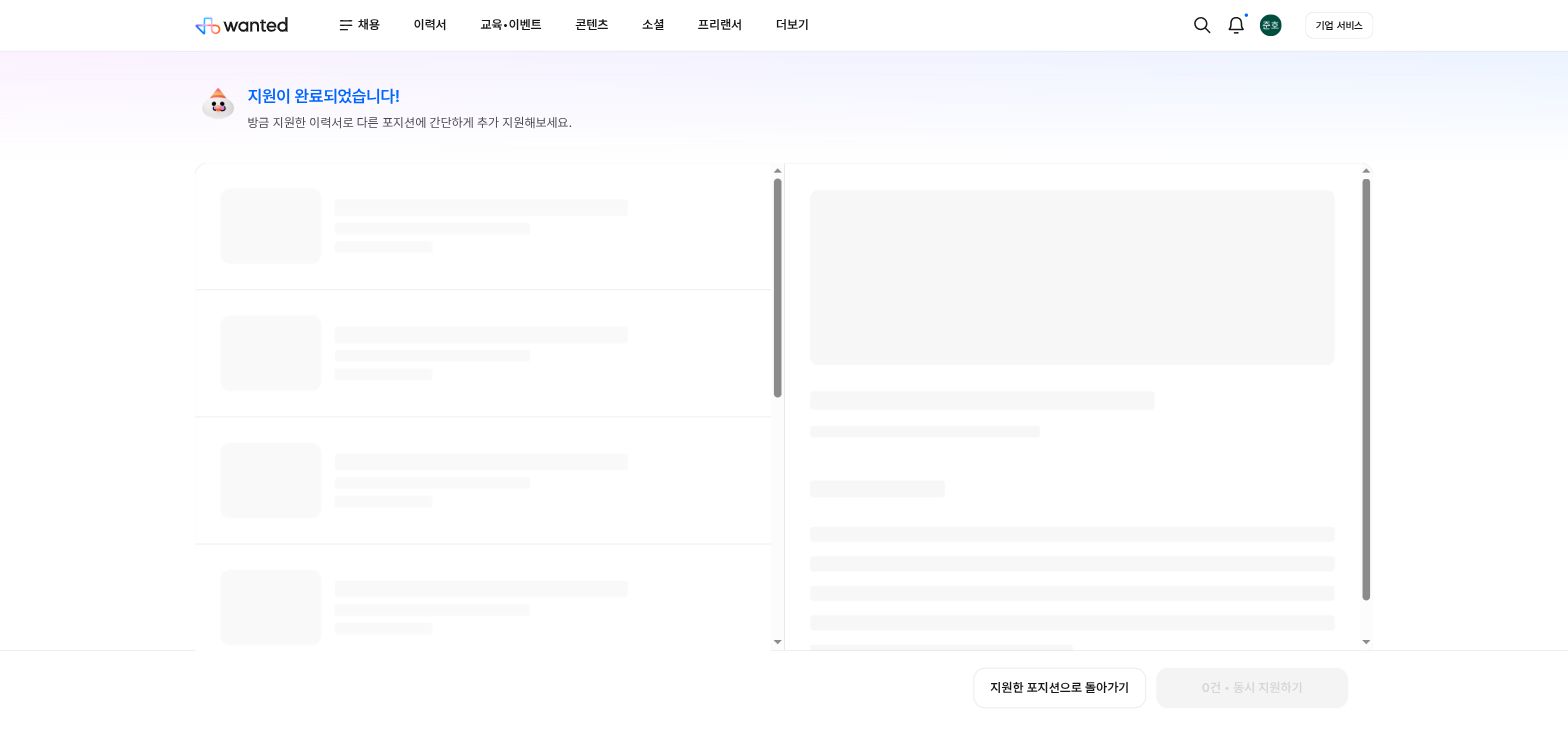 wanted
채용
이력서
교육•이벤트
콘텐츠
소셜
프리랜서
더보기
준호
기업 서비스
지원이 완료되었습니다!
방금 지원한 이력서로 다른 포지션에 간단하게 추가 지원해보세요.
지원한 포지션으로 돌아가기
0건 • 동시 지원하기